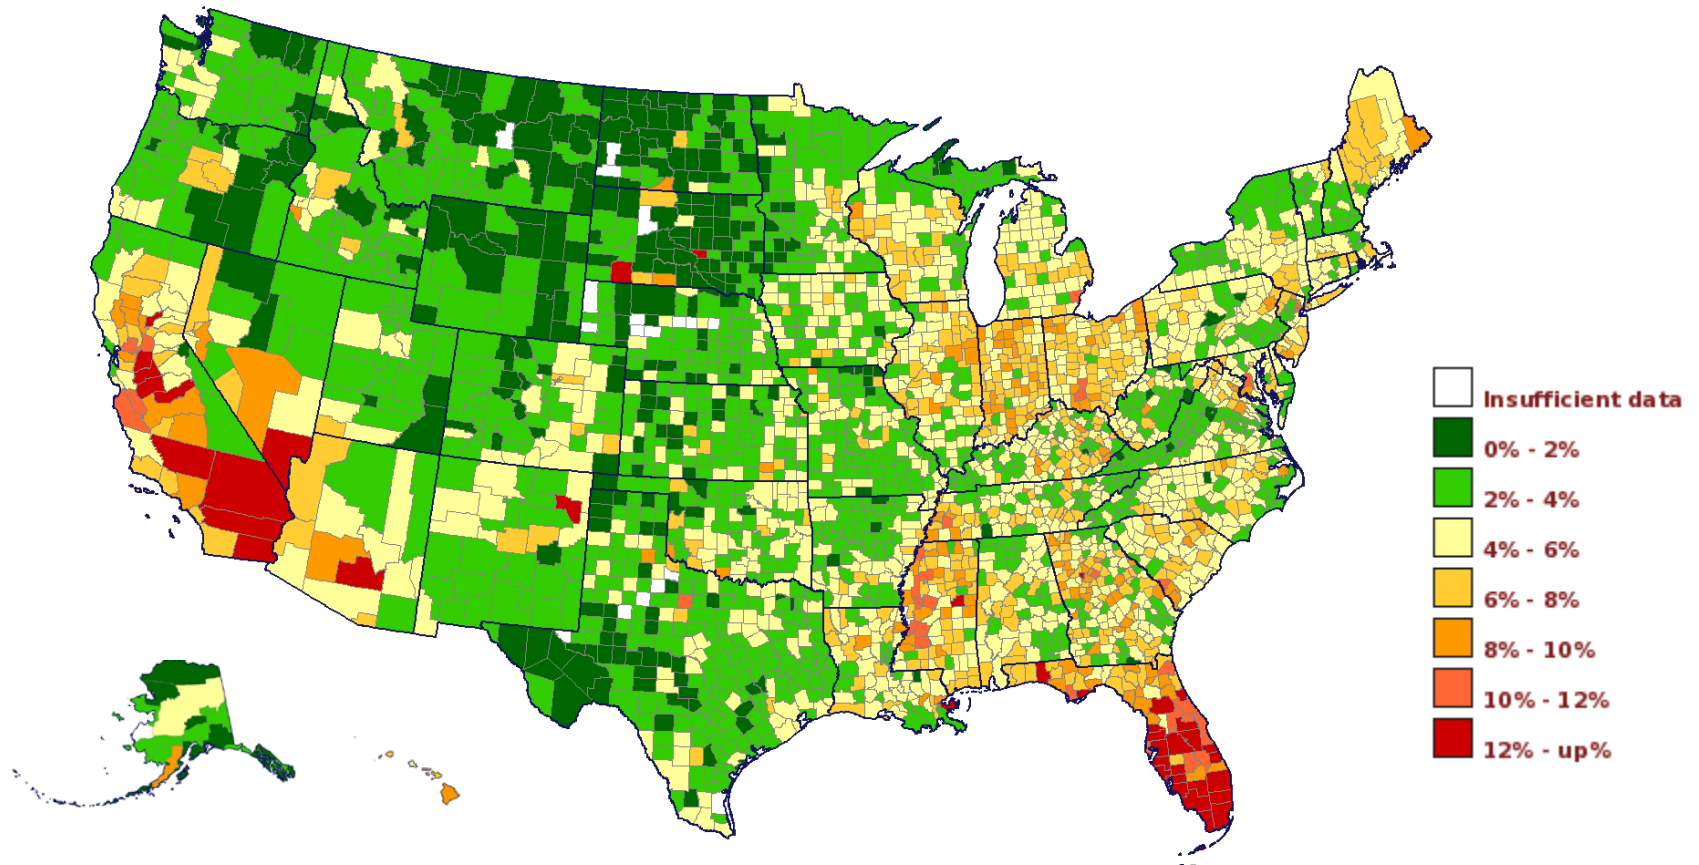 Insufficient data
0% - 2%
2% - 4%
4% - 6%
6% - 8%
8% - 10%
10% - 12%
12% - up%